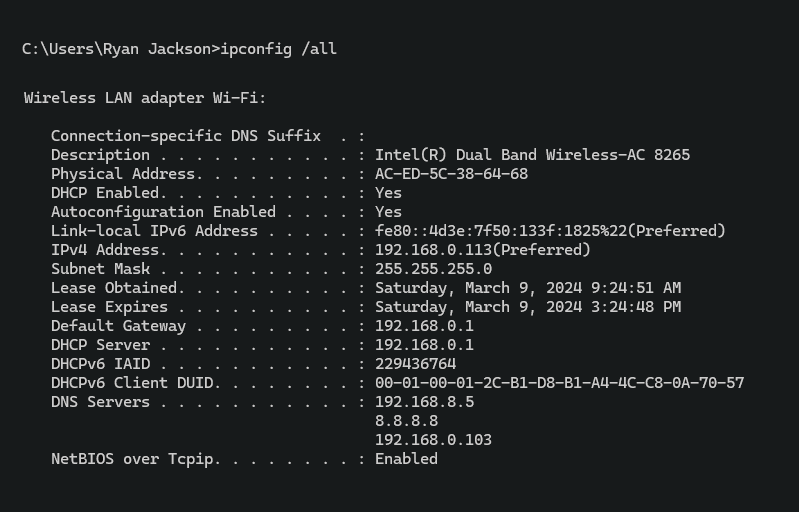 C:\Users\Ryan Jackson>ipconfig /all
Wireless LAN adapter Wi-Fi:
Connection-specific DNS Suffix  . :
Description . . . . . . . . . . . : Intel(R) Dual Band Wireless-AC 8265
Physical Address. . . . . . . . . : AC-ED-5C-38-64-68
DHCP Enabled. . . . . . . . . . . : Yes
Autoconfiguration Enabled . . . . : Yes
Link-local IPv6 Address . . . . . : fe80::4d3e:7f50:133f:1825%22(Preferred)
IPv4 Address. . . . . . . . . . . : 192.168.0.113(Preferred)
Subnet Mask . . . . . . . . . . . : 255.255.255.0
Lease Obtained. . . . . . . . . . : Saturday, March 9, 2024 9:24:51 AM
Lease Expires . . . . . . . . . . : Saturday, March 9, 2024 3:24:48 PM
Default Gateway . . . . . . . . . : 192.168.0.1
DHCP Server . . . . . . . . . . . : 192.168.0.1
DHCPv6 IAID . . . . . . . . . . . : 229436764
DHCPv6 Client DUID. . . . . . . . : 00-01-00-01-2C-B1-D8-B1-A4-4C-C8-0A-70-57
DNS Servers . . . . . . . . . . . : 192.168.8.5
8.8.8.8
192.168.0.103
NetBIOS over Tcpip. . . . . . . . : Enabled